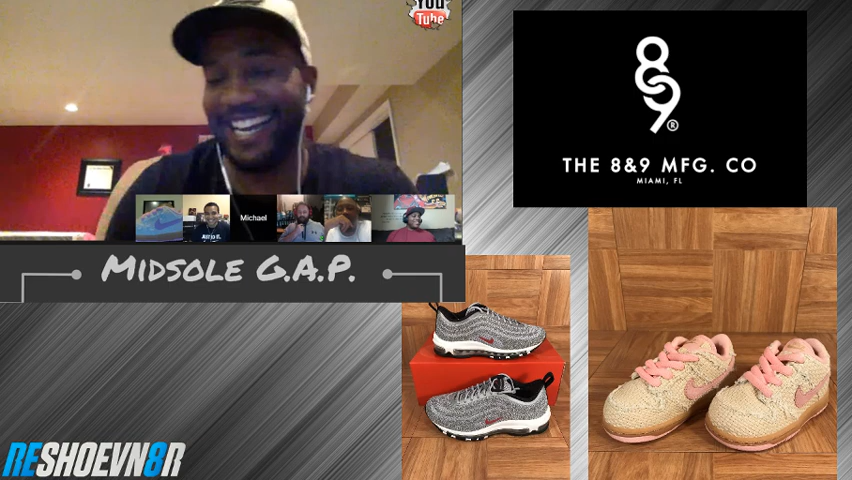 You
Tube
Michael
MIDSOLE G.A.P.
8&9®
THE 8&9 MFG. CO
MIAMI, FL
RESHOEVN8R